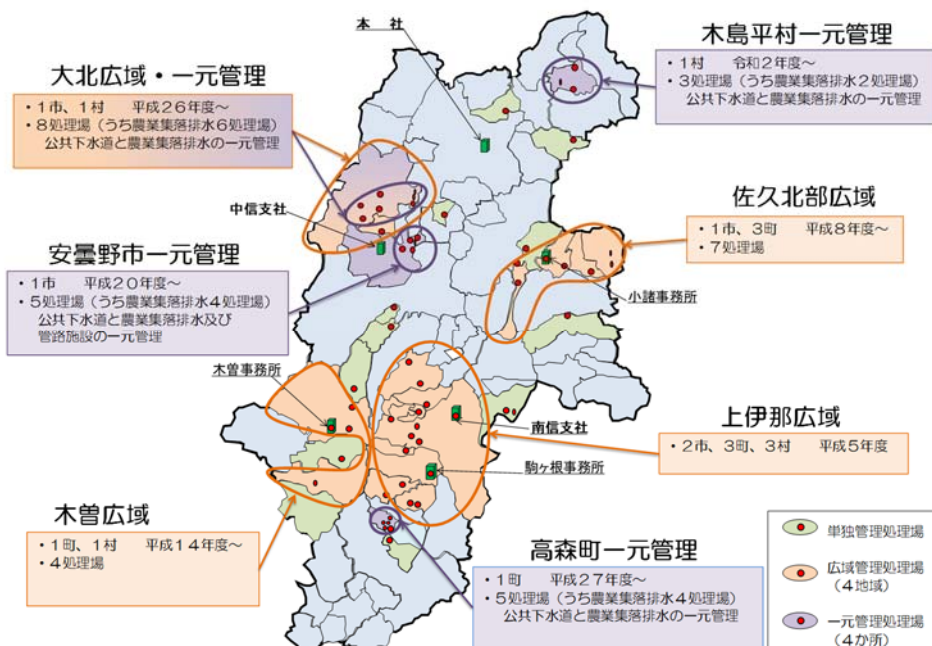 本 社
木島平村一元管理
・1村　令和2年度～
・3処理場（うち農業集落排水2処理場）
公共下水道と農業集落排水の一元管理
大北広域・一元管理
・1市、1村　平成26年度～
・8処理場（うち農業集落排水6処理場）
公共下水道と農業集落排水の一元管理
中信支社
佐久北部広域
・1市、3町　平成8年度～
・7処理場
小諸事務所
安曇野市一元管理
・1市　平成20年度～
・5処理場（うち農業集落排水4処理場）
公共下水道と農業集落排水及び
管路施設の一元管理
木曽事務所
南信支社
駒ヶ根事務所
上伊那広域
・2市、3町、3村　平成5年度
木曽広域
・1町、1村　平成14年度～
・4処理場
高森町一元管理
・1町　平成27年度～
・5処理場（うち農業集落排水4処理場）
公共下水道と農業集落排水の一元管理
単独管理処理場
広域管理処理場
（4地域）
一元管理処理場
（4か所）